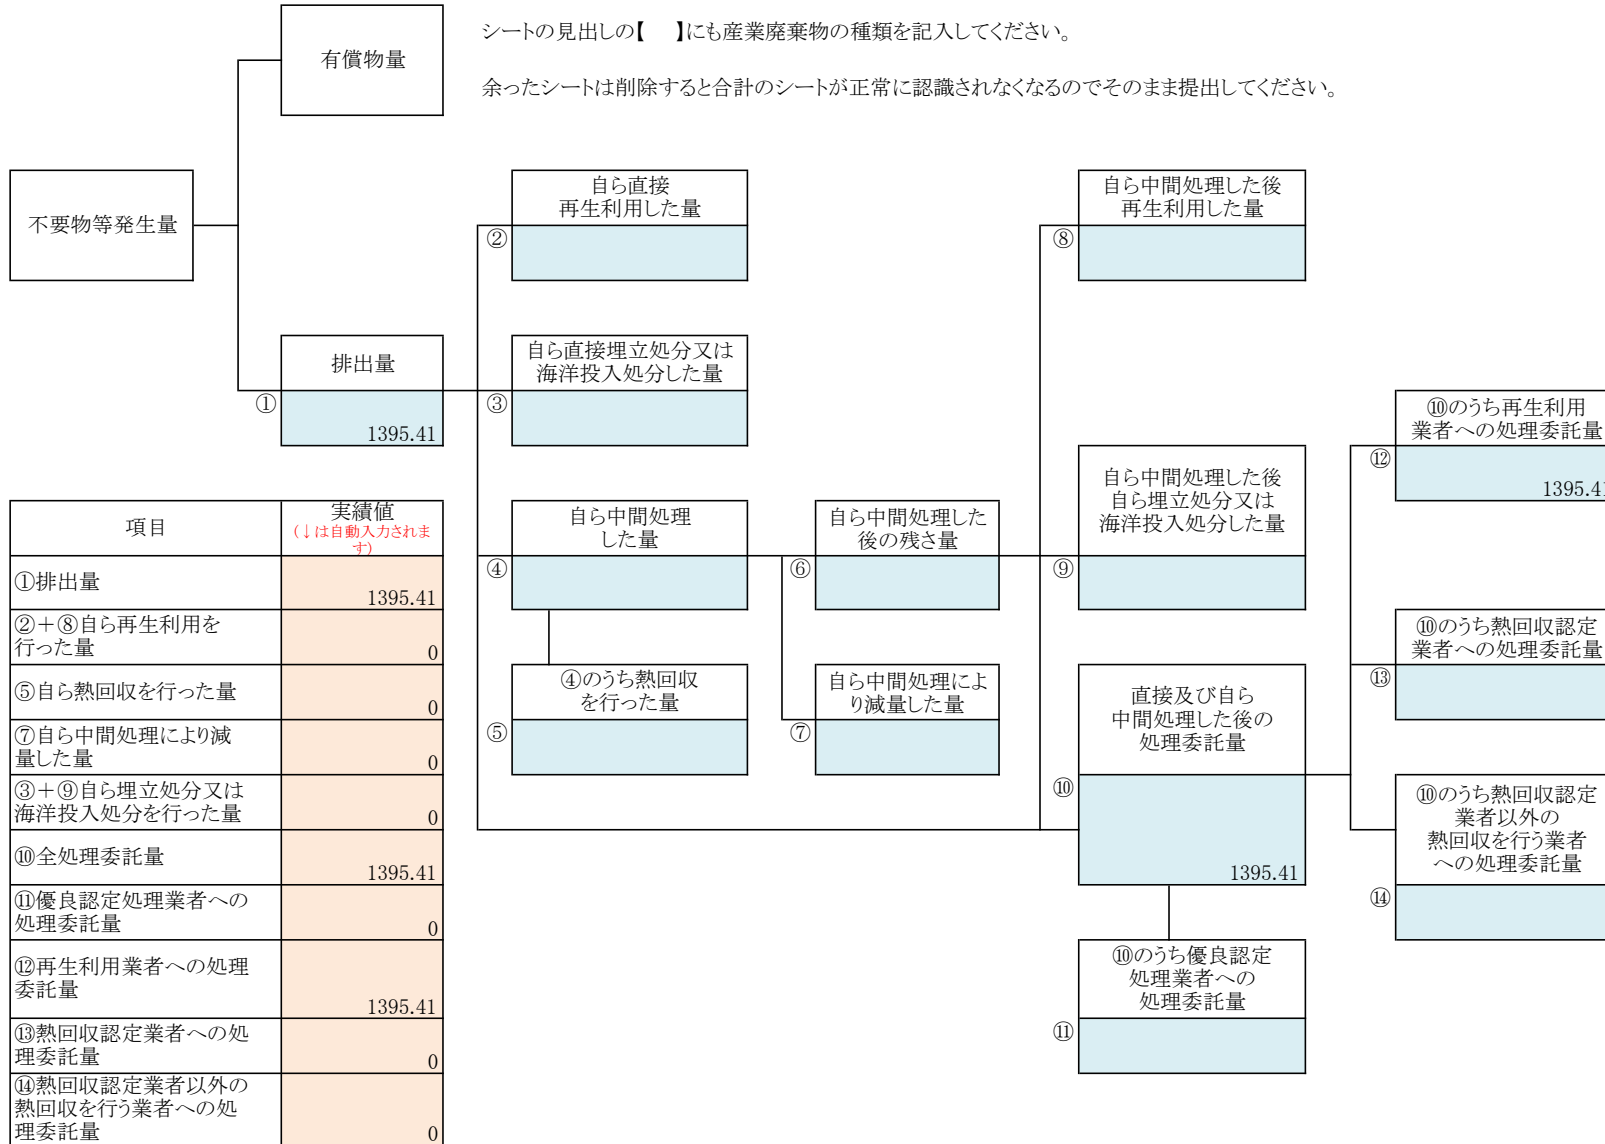 シートの見出しの【　】にも産業廃棄物の種類を記入してください。
有償物量
余ったシートは削除すると合計のシートが正常に認識されなくなるのでそのまま提出してください。
不要物等発生量
自ら直接
再生利用した量
②
自ら中間処理した後
再生利用した量
⑧
排出量
①
1395.41
自ら直接埋立処分又は
海洋投入処分した量
③
⑩のうち再生利用
業者への処理委託量
⑫
1395.41
自ら中間処理
した量
④
自ら中間処理した
後の残さ量
⑥
自ら中間処理した後
自ら埋立処分又は
海洋投入処分した量
⑨
⑩のうち熱回収認定
業者への処理委託量
⑬
④のうち熱回収
を行った量
⑤
自ら中間処理によ
り減量した量
⑦
直接及び自ら
中間処理した後の
処理委託量
⑩
1395.41
⑩のうち熱回収認定
業者以外の
熱回収を行う業者
への処理委託量
⑭
⑩のうち優良認定
処理業者への
処理委託量
⑪
項目
実績値
(↓は自動入力されま
す)
①排出量
1395.41
②＋⑧自ら再生利用を
行った量
0
⑤自ら熱回収を行った量
0
⑦自ら中間処理により減
量した量
0
③＋⑨自ら埋立処分又は
海洋投入処分を行った量
0
⑩全処理委託量
1395.41
⑪優良認定処理業者への
処理委託量
0
⑫再生利用業者への処理
委託量
1395.41
⑬熱回収認定業者への処
理委託量
0
⑭熱回収認定業者以外の
熱回収を行う業者への処
理委託量
0